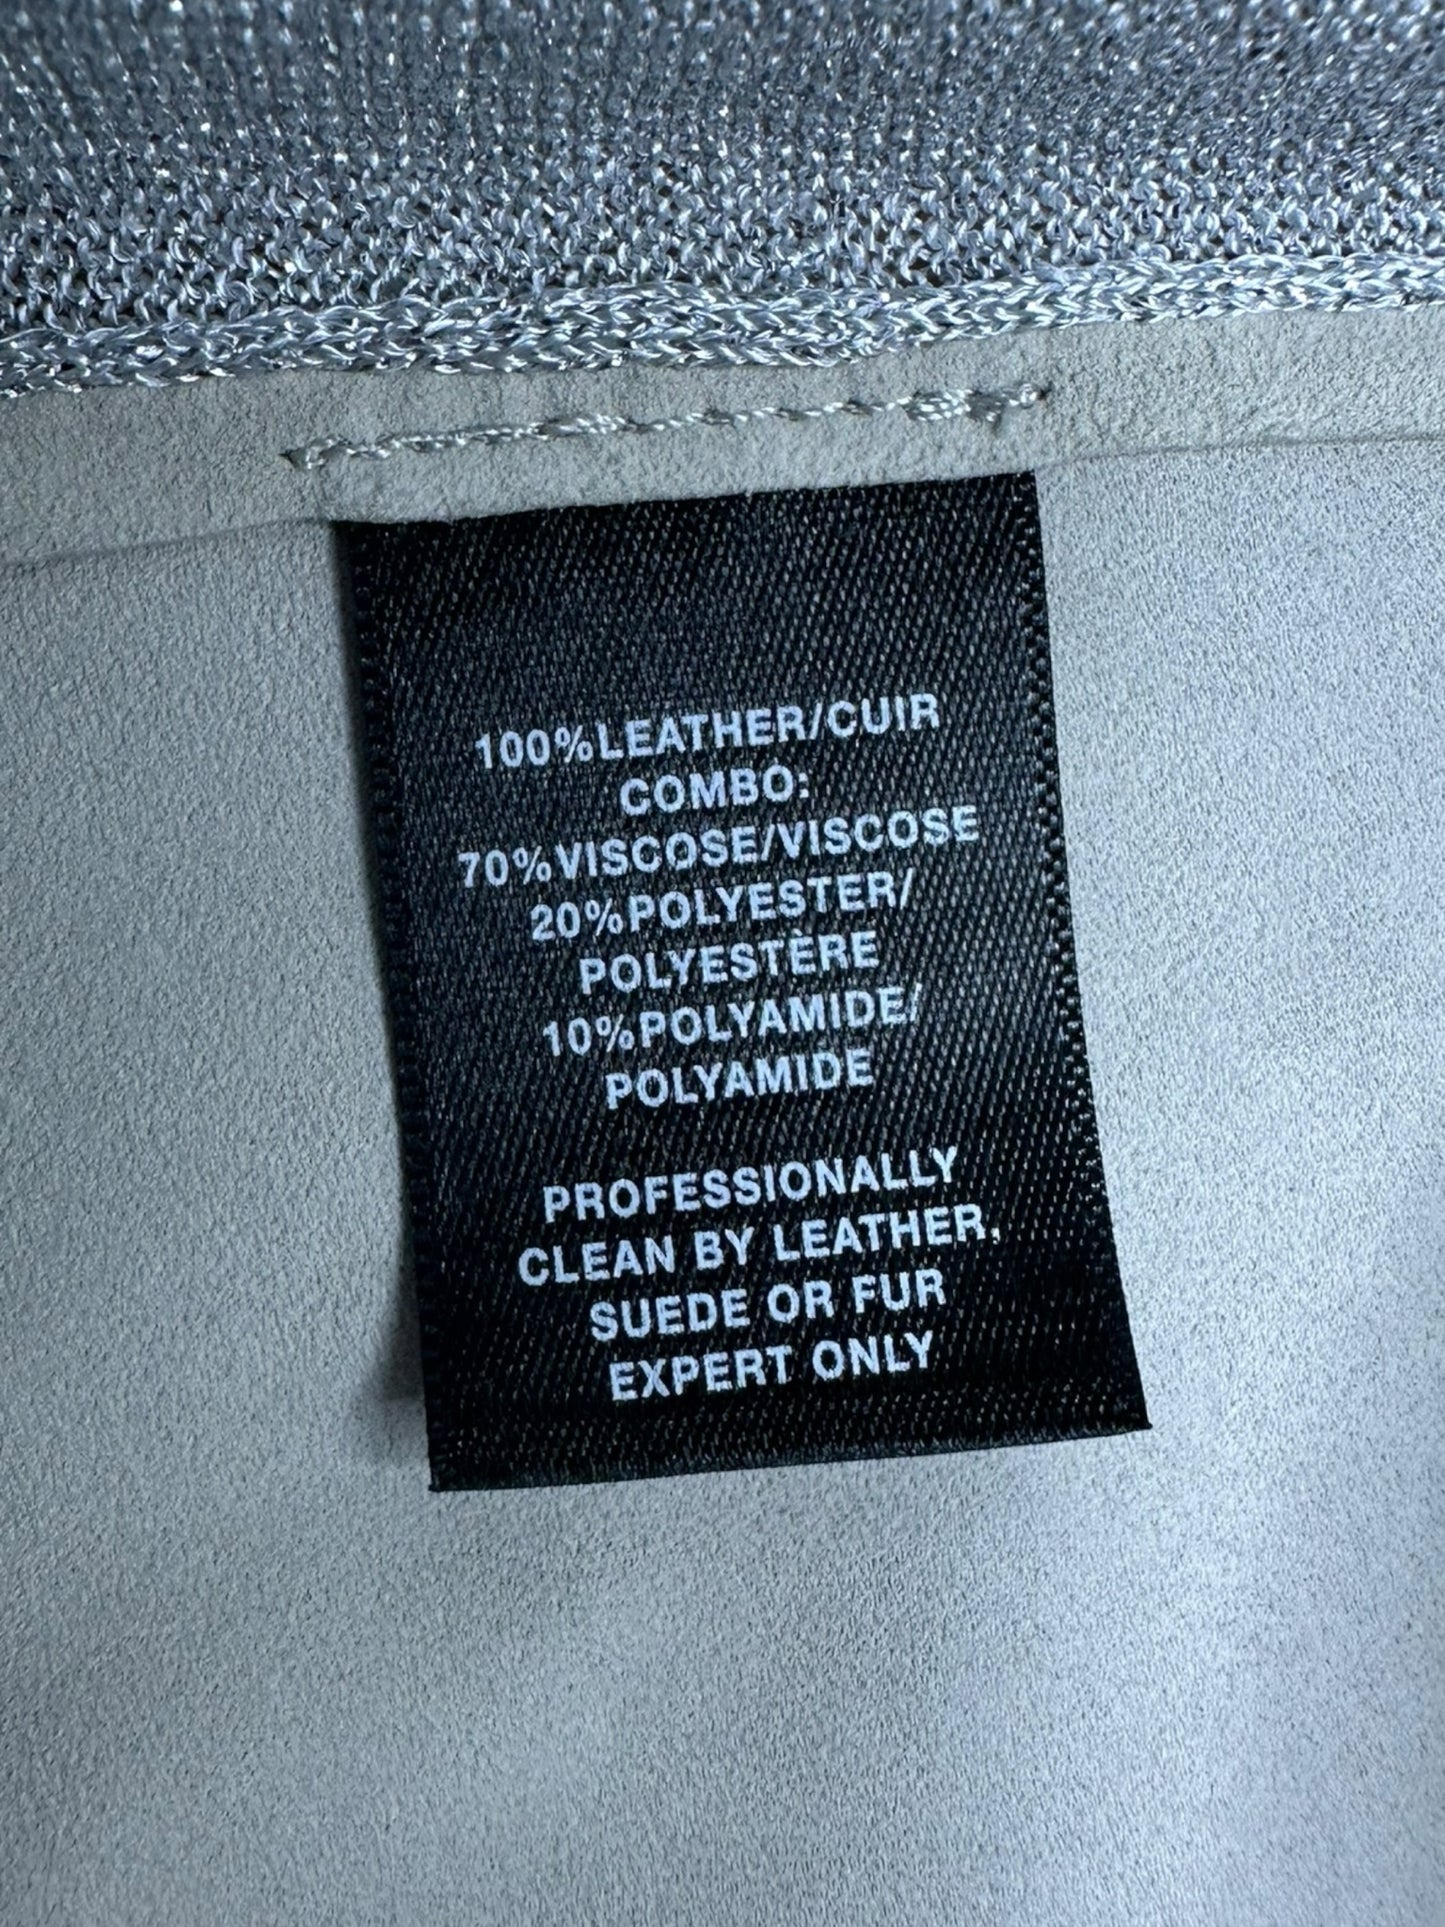 100%LEATHER/CUIR
COMBO:
70%VISCOSE/VISCOSE
20%POLYESTER/
POLYESTÈRE
10%POLYAMIDE/
POLYAMIDE
PROFESSIONALLY
CLEAN BY LEATHER,
SUEDE OR FUR
EXPERT ONLY